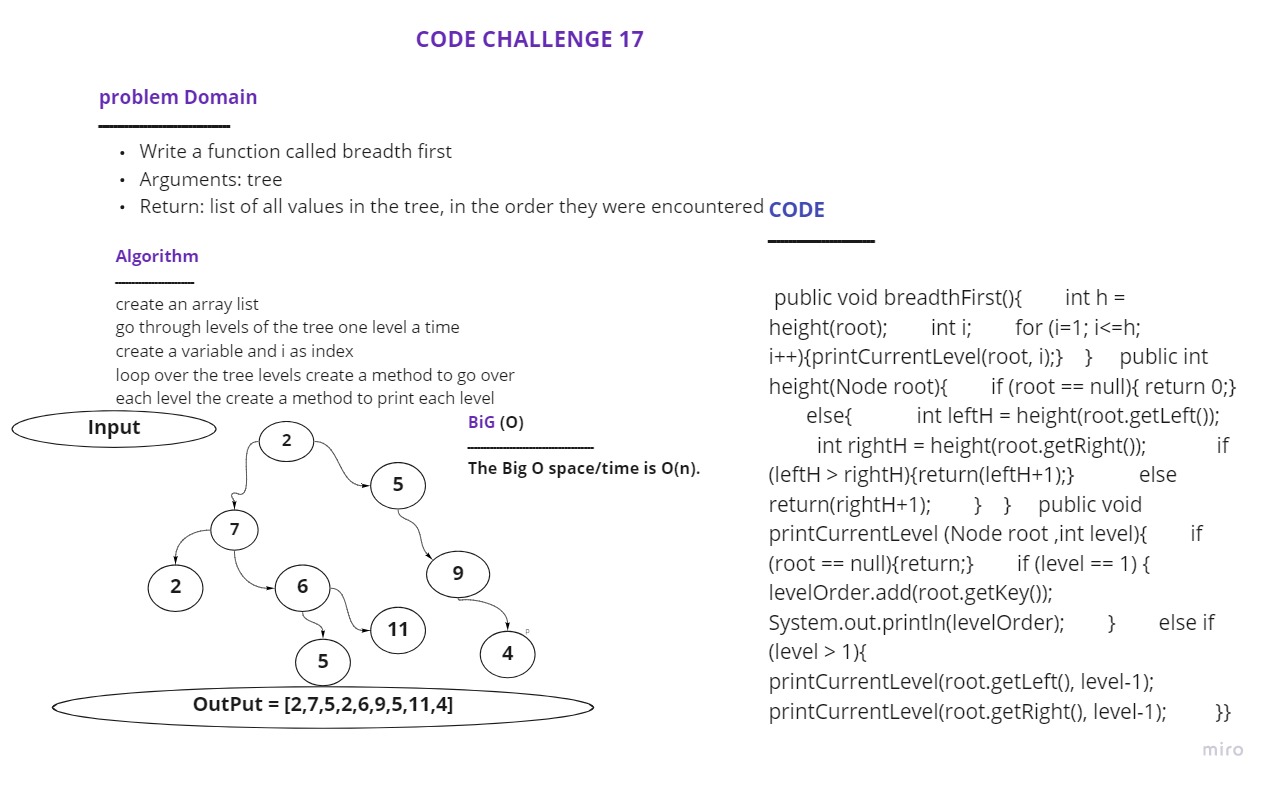 CODE CHALLENGE 17
problem Domain
• Write a function called breadth first
• Arguments: tree
• Return: list of all values in the tree, in the order they were encountered
Algorithm
create an array list
go through levels of the tree one level a time
create a variable and i as index
loop over the tree levels create a method to go over
each level the create a method to print each level
Input
2
5
7
9
2
6
11
4
5
p
OutPut = [2,7,5,2,6,9,5,11,4]
BiG (O)
The Big O space/time is O(n).
CODE
public void breadthFirst(){ int h =
height(root); int i; for (i=1; i<=h;
i++){printCurrentLevel(root, i);} } public int
height(Node root){ if (root == null){ return 0;}
else{ int leftH = height(root.getLeft());
int rightH = height(root.getRight()); if
(leftH > rightH){return(leftH+1);} else
return(rightH+1); } } public void
printCurrentLevel (Node root ,int level){ if
(root == null){return;} if (level == 1) {
levelOrder.add(root.getKey());
System.out.println(levelOrder); } else if
(level > 1){
printCurrentLevel(root.getLeft(), level-1);
printCurrentLevel(root.getRight(), level-1); }}
miro